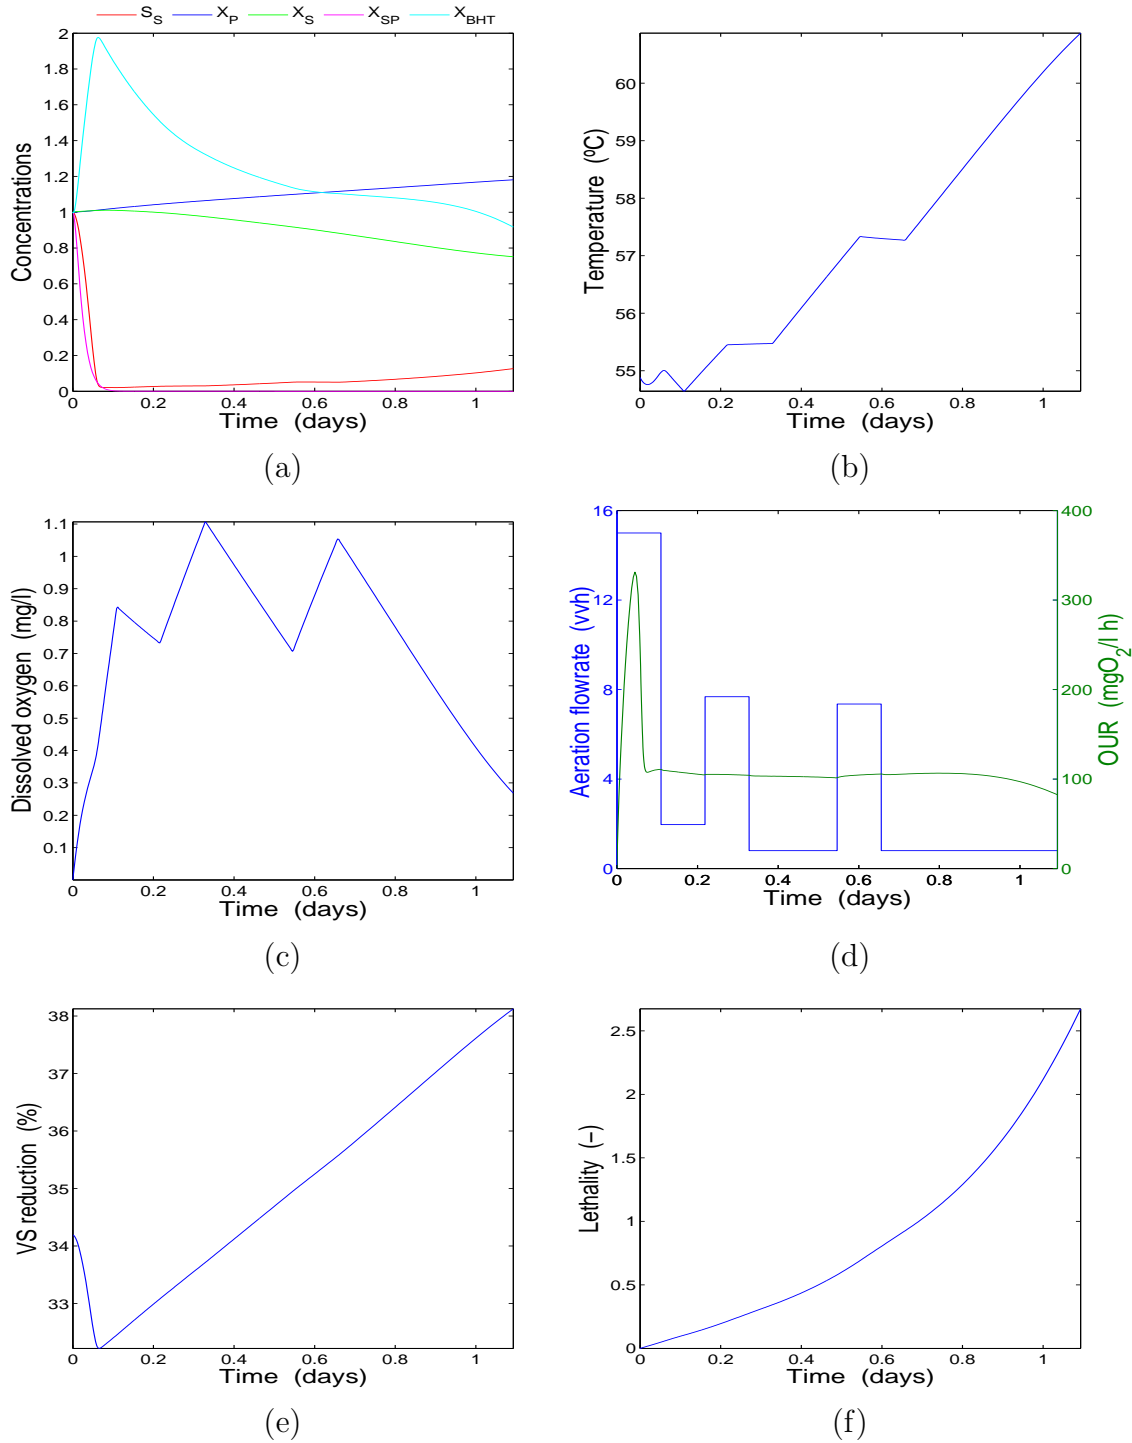 S_S X_P X_S X_SP X_BHT
2
1.8
1.6
1.4
1.2
1
0.8
0.6
0.4
0.2
0
Concentrations
0 0.2 0.4 0.6 0.8 1
Time (days)
(a)
60
59
58
57
56
55
Temperature (ºC)
0 0.2 0.4 0.6 0.8 1
Time (days)
(b)
1.1
1
0.9
0.8
0.7
0.6
0.5
0.4
0.3
0.2
0.1
Dissolved oxygen (mg/l)
0 0.2 0.4 0.6 0.8 1
Time (days)
(c)
16
12
8
4
0
Aeration flowrate (vvh)
400
300
200
100
0
OUR (mgO_2/l h)
0 0.2 0.4 0.6 0.8 1
Time (days)
(d)
38
37
36
35
34
33
VS reduction (%)
0 0.2 0.4 0.6 0.8 1
Time (days)
(e)
2.5
2
1.5
1
0.5
0
Lethality (−)
0 0.2 0.4 0.6 0.8 1
Time (days)
(f)